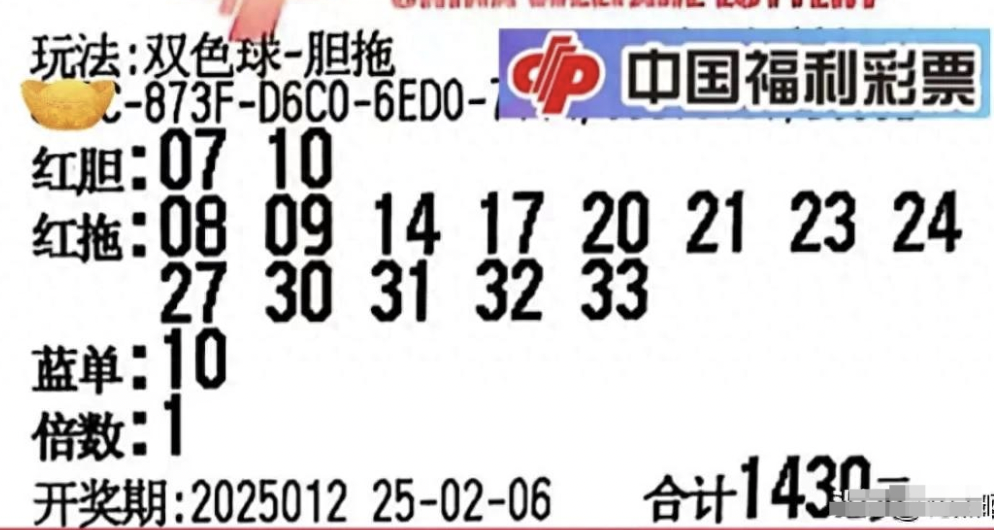 玩法:双色球-胆拖
中国福利彩票
C-873F-D6C0-6ED0-
红胆:07 10
红拖:08 09 14 17 20 21 23 24
27 30 31 32 33
蓝单:10
倍数:1
开奖期:2025012 25-02-06 合计1430元